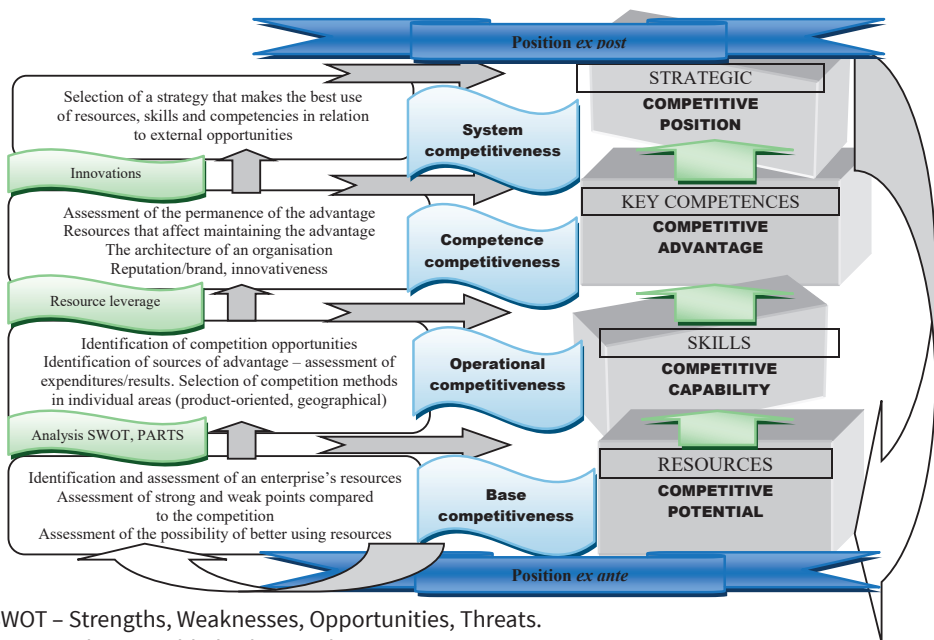 Position ex post
Selection of a strategy that makes the best use
of resources, skills and competencies in relation
to external opportunities
System
competitiveness
STRATEGIC
COMPETITIVE
POSITION
Innovations
Assessment of the permanence of the advantage
Resources that affect maintaining the advantage
The architecture of an organisation
Reputation/brand, innovativeness
Competence
competitiveness
KEY COMPETENCES
COMPETITIVE
ADVANTAGE
Resource leverage
Identification of competition opportunities
Identification of sources of advantage – assessment of
expenditures/results. Selection of competition methods
in individual areas (product-oriented, geographical)
Operational
competitiveness
SKILLS
COMPETITIVE
CAPABILITY
Analysis SWOT, PARTS
Identification and assessment of an enterprise's resources
Assessment of strong and weak points compared
to the competition
Assessment of the possibility of better using resources
Base
competitiveness
RESOURCES
COMPETITIVE
POTENTIAL
Position ex ante
WOT – Strengths, Weaknesses, Opportunities, Threats.